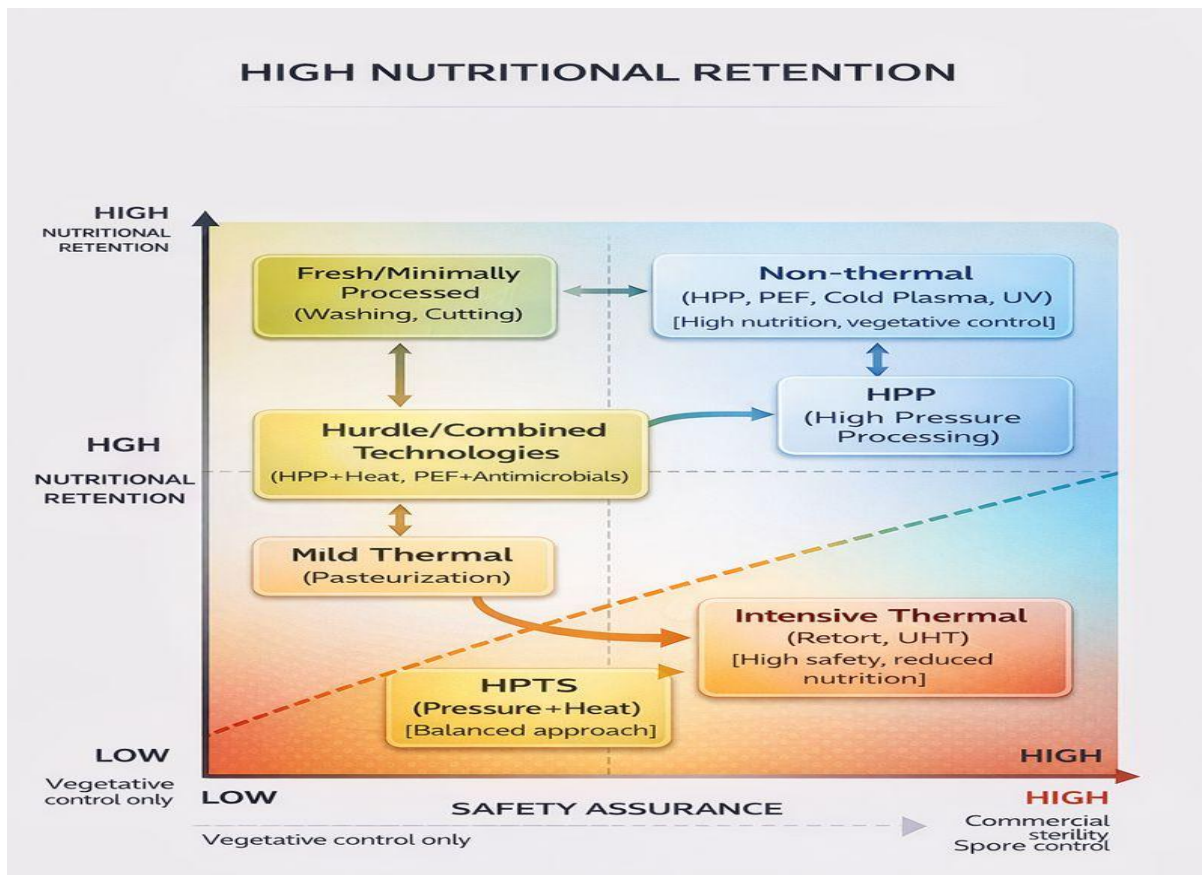 HIGH NUTRITIONAL RETENTION
HIGH
NUTRITIONAL
RETENTION
Fresh/Minimally
Processed
(Washing, Cutting)
Non-thermal
(HPP, PEF, Cold Plasma, UV)
[High nutrition, vegetative control]
HPP
(High Pressure
Processing)
Hurdle/Combined
Technologies
(HPP+Heat, PEF+Antimicrobials)
HGH
NUTRITIONAL
RETENTION
Mild Thermal
(Pasteurization)
Intensive Thermal
(Retort, UHT)
[High safety, reduced
nutrition]
HPTS
(Pressure+Heat)
[Balanced approach]
LOW
Vegetative
control only
HIGH
LOW
SAFETY ASSURANCE
HIGH
Commercial
sterility
Spore control
Vegetative control only